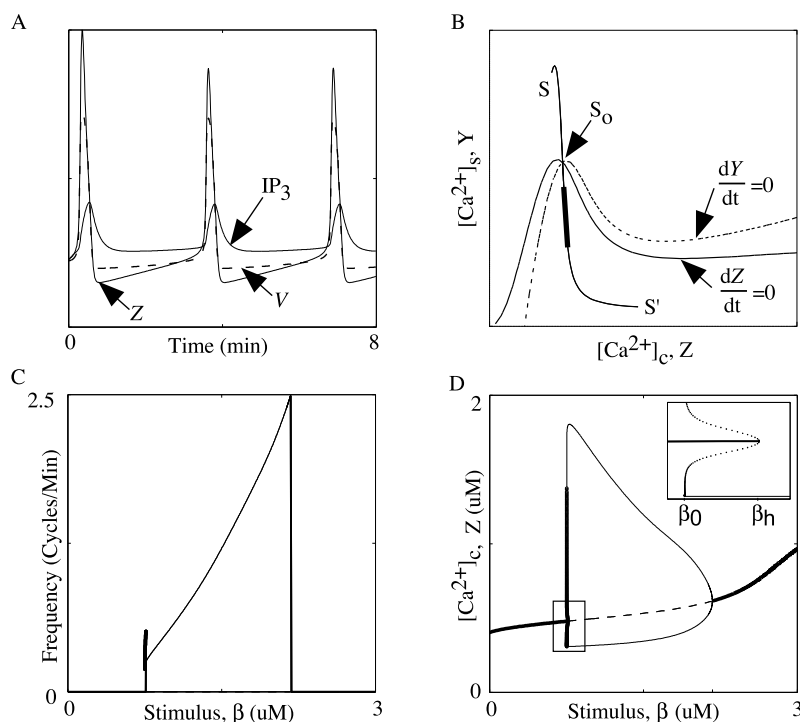 A
IP3
Z
V
0
8
Time (min)
B
S
So
dY/dt =0
dZ/dt =0
S'
[Ca2+]s, Y
[Ca2+]c, Z
C
2.5
0
3
Frequency (Cycles/Min)
Stimulus, β (uM)
D
2
0
0
3
[Ca2+]c, Z (uM)
Stimulus, β (uM)
β0
βh